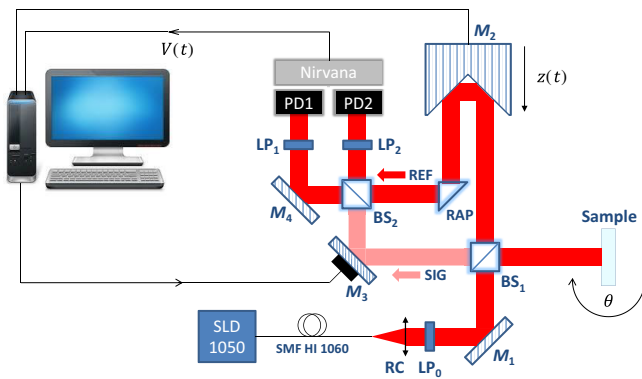 M₂
V(t)
Nirvana
z(t)
PD1
PD2
LP₁
LP₂
REF
M₄
BS₂
RAP
Sample
SIG
M₃
BS₁
θ
SLD
1050
SMF HI 1060
RC
LP₀
M₁